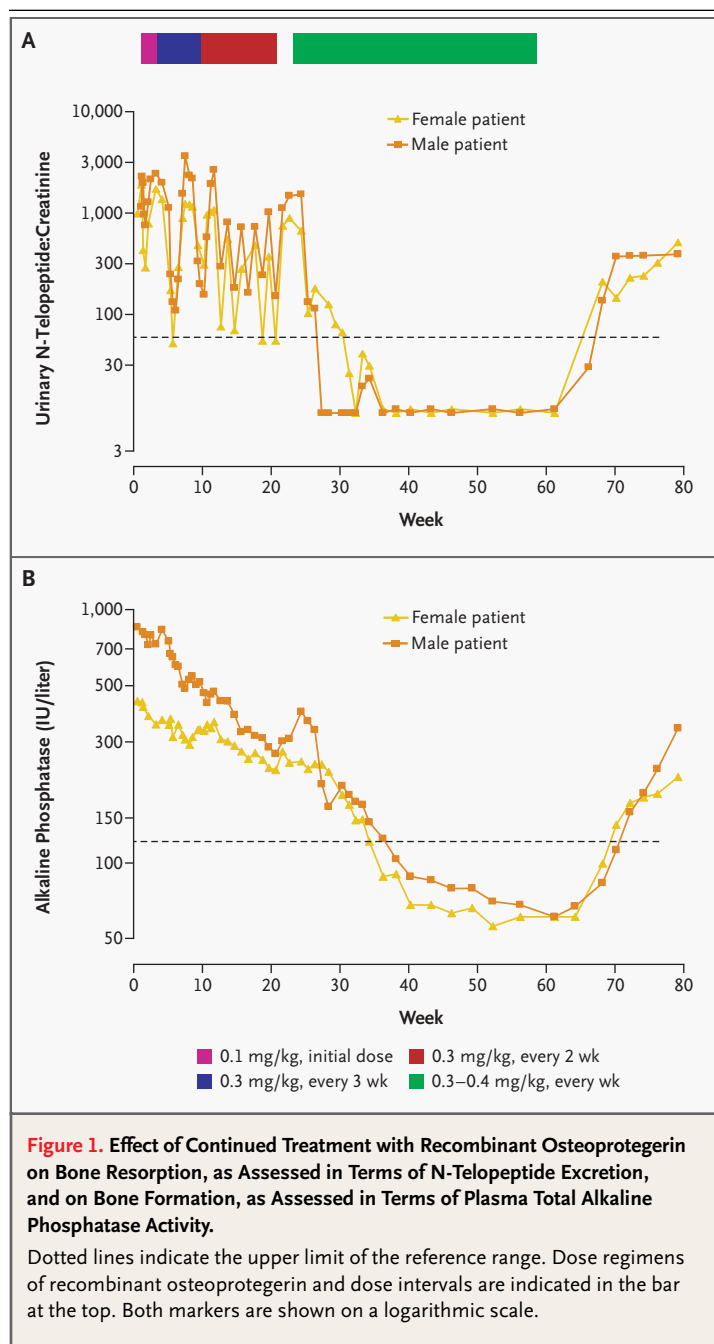 A
10,000
3,000
1,000
300
100
30
3
Urinary N-Telopeptide:Creatinine
Female patient
Male patient
0 10 20 30 40 50 60 70 80
Week
B
1,000
700
500
300
150
100
50
Alkaline Phosphatase (IU/liter)
Female patient
Male patient
0 10 20 30 40 50 60 70 80
Week
0.1 mg/kg, initial dose 0.3 mg/kg, every 2 wk
0.3 mg/kg, every 3 wk 0.3–0.4 mg/kg, every wk
Figure 1. Effect of Continued Treatment with Recombinant Osteoprotegerin
on Bone Resorption, as Assessed in Terms of N-Telopeptide Excretion,
and on Bone Formation, as Assessed in Terms of Plasma Total Alkaline
Phosphatase Activity.
Dotted lines indicate the upper limit of the reference range. Dose regimens
of recombinant osteoprotegerin and dose intervals are indicated in the bar
at the top. Both markers are shown on a logarithmic scale.